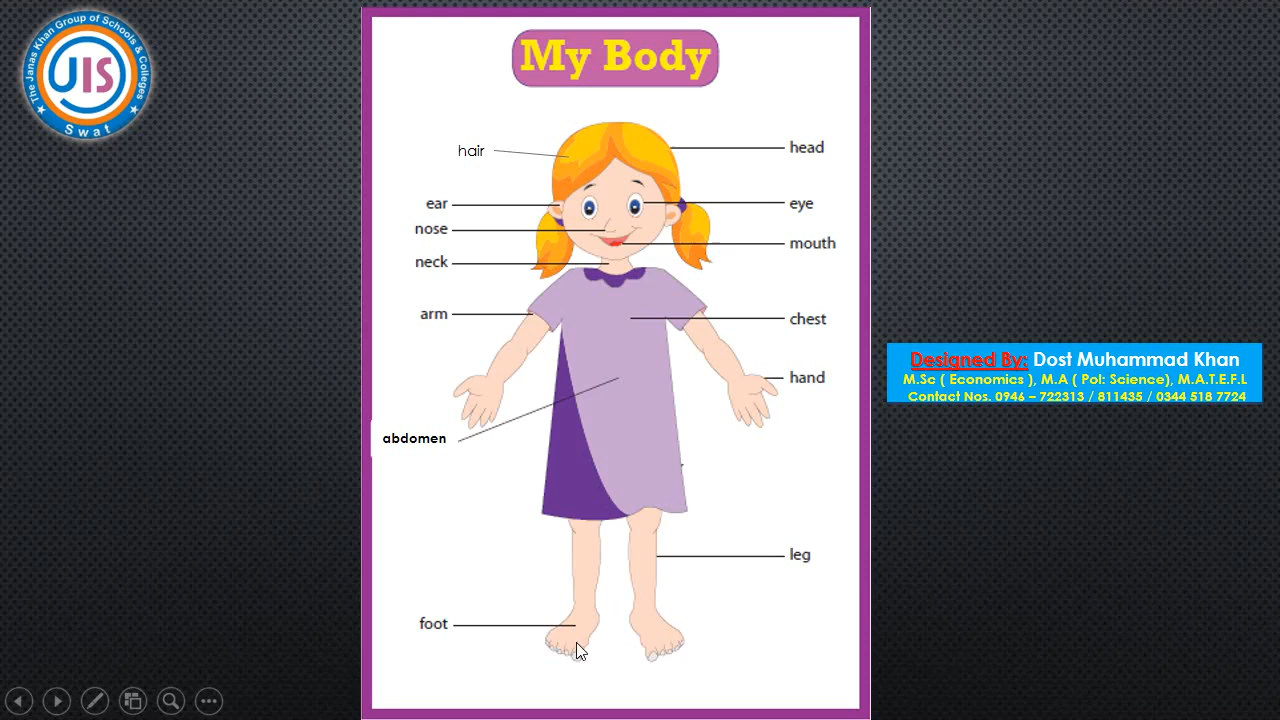 The Janas Khan Group of Schools & Colleges
JIS
Swat
My Body
hair
head
ear
eye
nose
mouth
neck
arm
chest
hand
abdomen
leg
foot
Designed By: Dost Muhammad Khan
M.Sc ( Economics ), M.A ( Pol: Science), M.A.T.E.F.L
Contact Nos. 0946 – 722313 / 811435 / 0344 518 7724